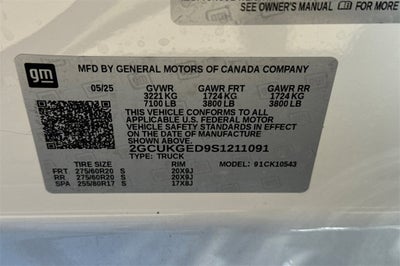 SEE OWNER'S MANUAL FOR MORE
gm
MFD BY GENERAL MOTORS OF CANADA COMPANY
05/25 GVWR GAWR FRT GAWR RR
3221 KG 1724 KG 1724 KG
7100 LB 3800 LB 3800 LB
THIS VEHICLE CONFORMS TO ALL
APPLICABLE U.S. FEDERAL MOTOR
VEHICLE SAFETY STANDARDS IN EFFECT
ON THE DATE OF MANUFACTURE
SHOWN ABOVE.
2GCUKGED9S1211091
TYPE: TRUCK MODEL: 91CK10543
TIRE SIZE RIM
FRT 275/60R20 S 20X9J
RR 275/60R20 S 20X9J
SPA 255/80R17 S 17X8J